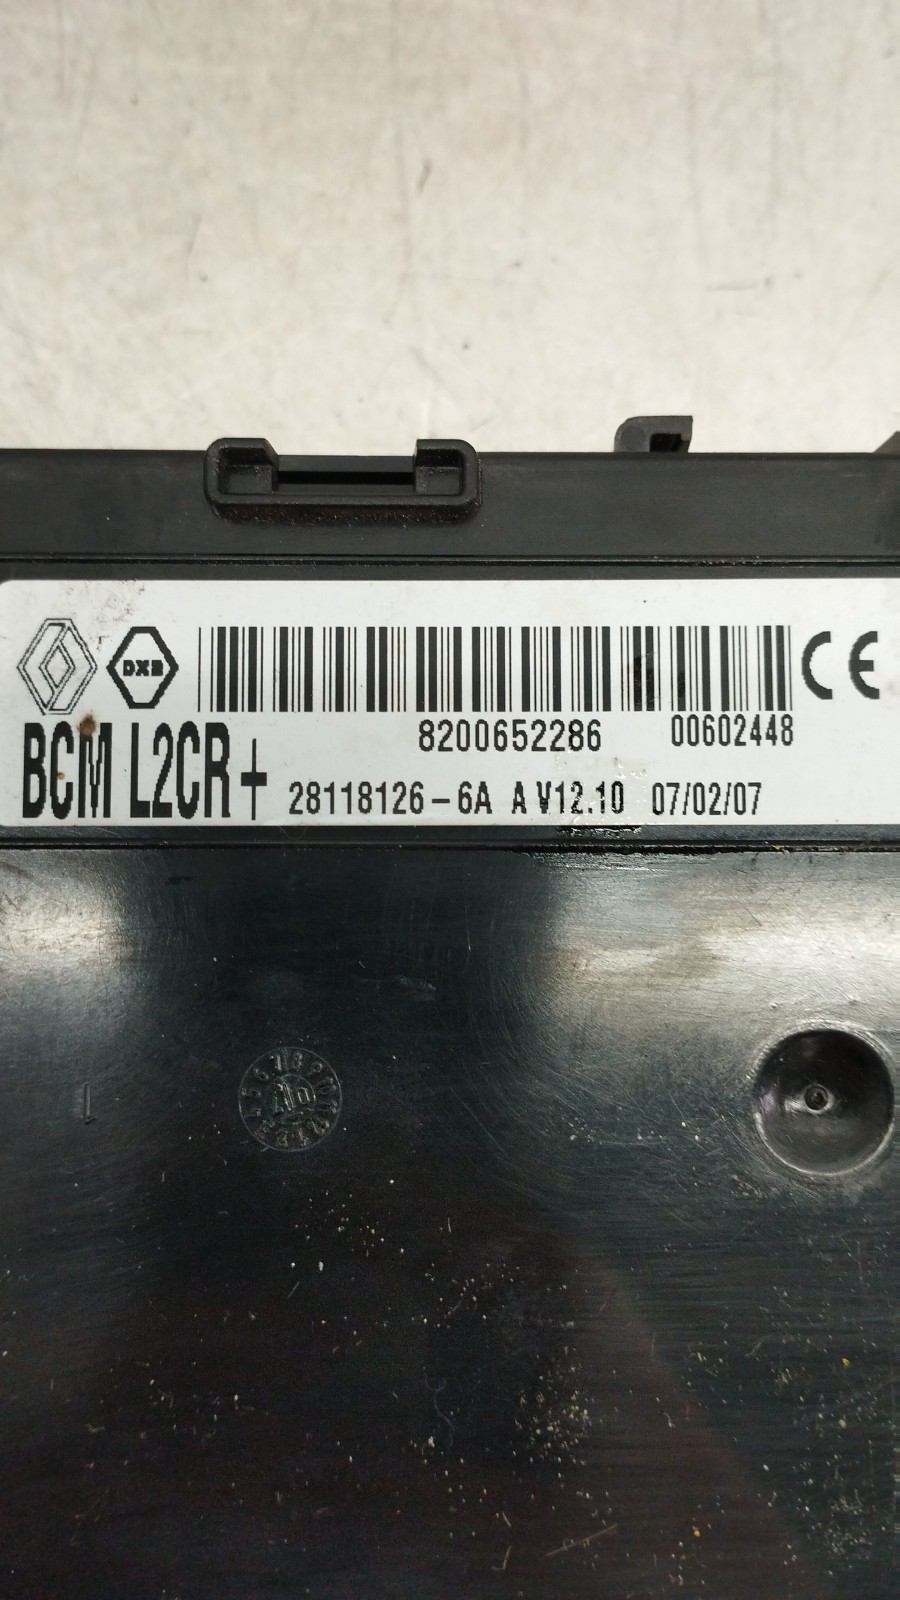 DXB
8200652286 00602448 CE
BCM L2CR+ 28118126-6A A V12.10 07/02/07